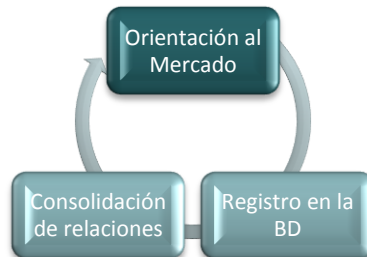 Orientación al
Mercado
Consolidación
de relaciones
Registro en la
BD